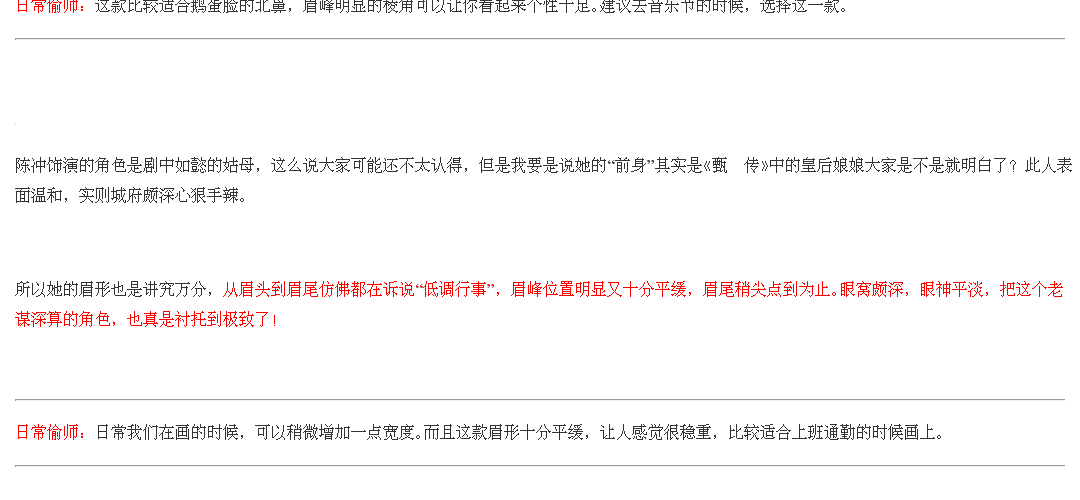 日常偷师：这款比较适合鹅蛋脸的北鼻，眉峰明显的棱角可以让你看起来个性十足。建议去音乐节的时候，选择这一款。
陈冲饰演的角色是剧中如懿的姑母，这么说大家可能还不太认得，但是我要是说她的“前身”其实是《甄　传》中的皇后娘娘大家是不是就明白了？此人表
面温和，实则城府颇深心狠手辣。
所以她的眉形也是讲究万分，从眉头到眉尾仿佛都在诉说“低调行事”，眉峰位置明显又十分平缓，眉尾稍尖点到为止。眼窝颇深，眼神平淡，把这个老
谋深算的角色，也真是衬托到极致了！
日常偷师：日常我们在画的时候，可以稍微增加一点宽度。而且这款眉形十分平缓，让人感觉很稳重，比较适合上班通勤的时候画上。